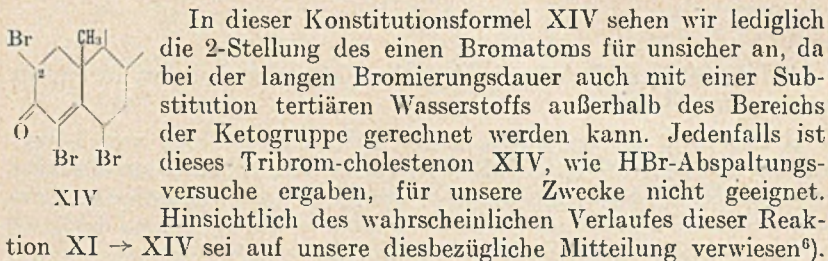 In dieser Konstitutionsformel XIV sehen wir lediglich
die 2-Stellung des einen Bromatoms für unsicher an, da
bei der langen Bromierungsdauer auch mit einer Sub-
stitution tertiären Wasserstoffs außerhalb des Bereichs
der Ketogruppe gerechnet werden kann. Jedenfalls ist
dieses Tribrom-cholestenon XIV, wie HBr-Abspaltungs-
versuche ergaben, für unsere Zwecke nicht geeignet.
Hinsichtlich des wahrscheinlichen Verlaufes dieser Reak-
tion XI → XIV sei auf unsere diesbezügliche Mitteilung verwiesen⁶).
Br
CH₃
2
O
Br Br
XIV